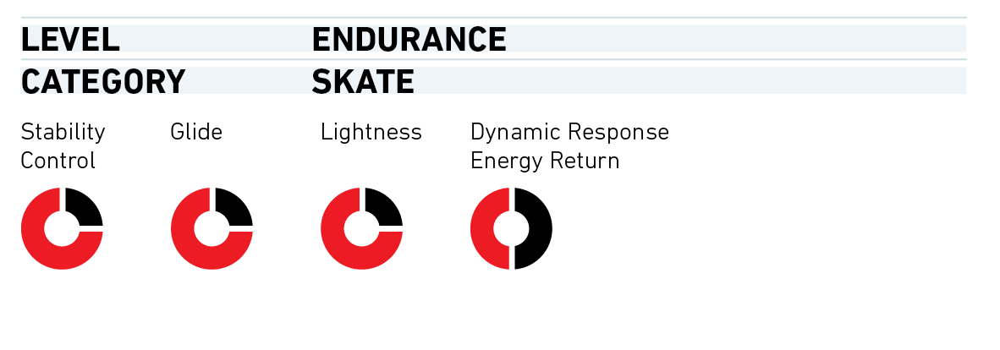 LEVEL ENDURANCE
CATEGORY SKATE
Stability Glide Lightness Dynamic Response
Control Energy Return